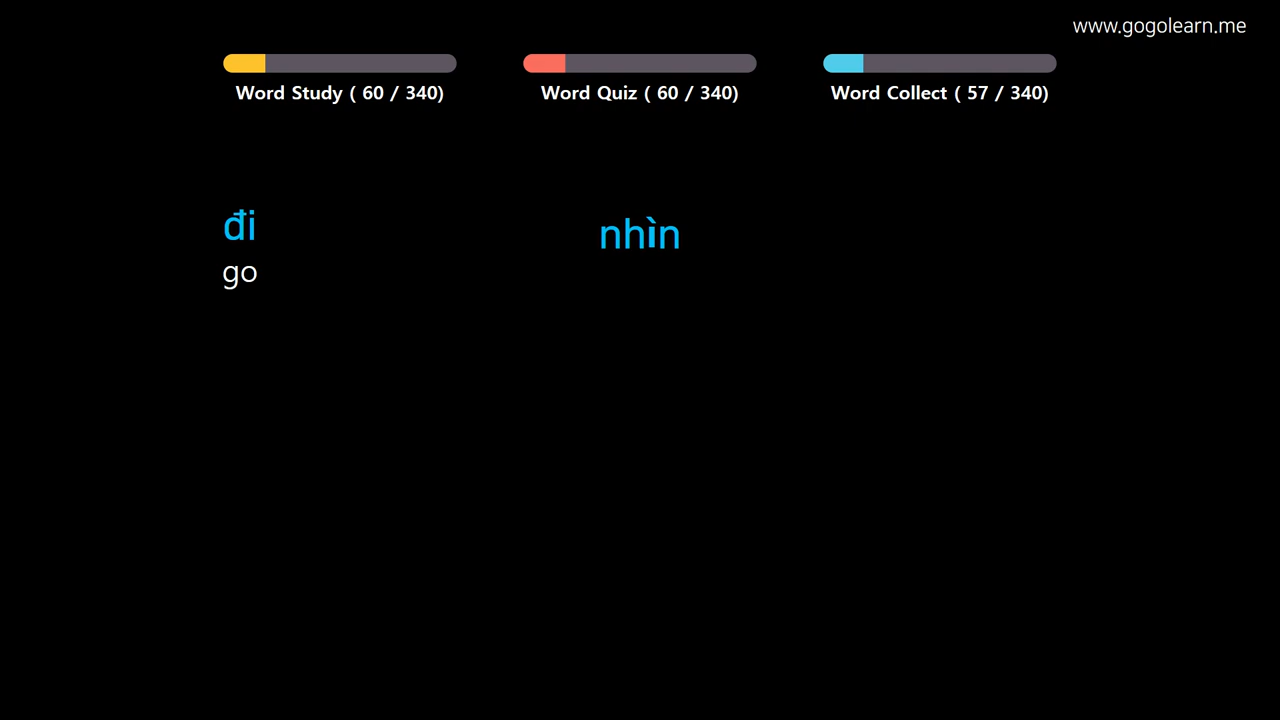 www.gogolearn.me
Word Study ( 60 / 340)
Word Quiz ( 60 / 340)
Word Collect ( 57 / 340)
đi
go
nhìn